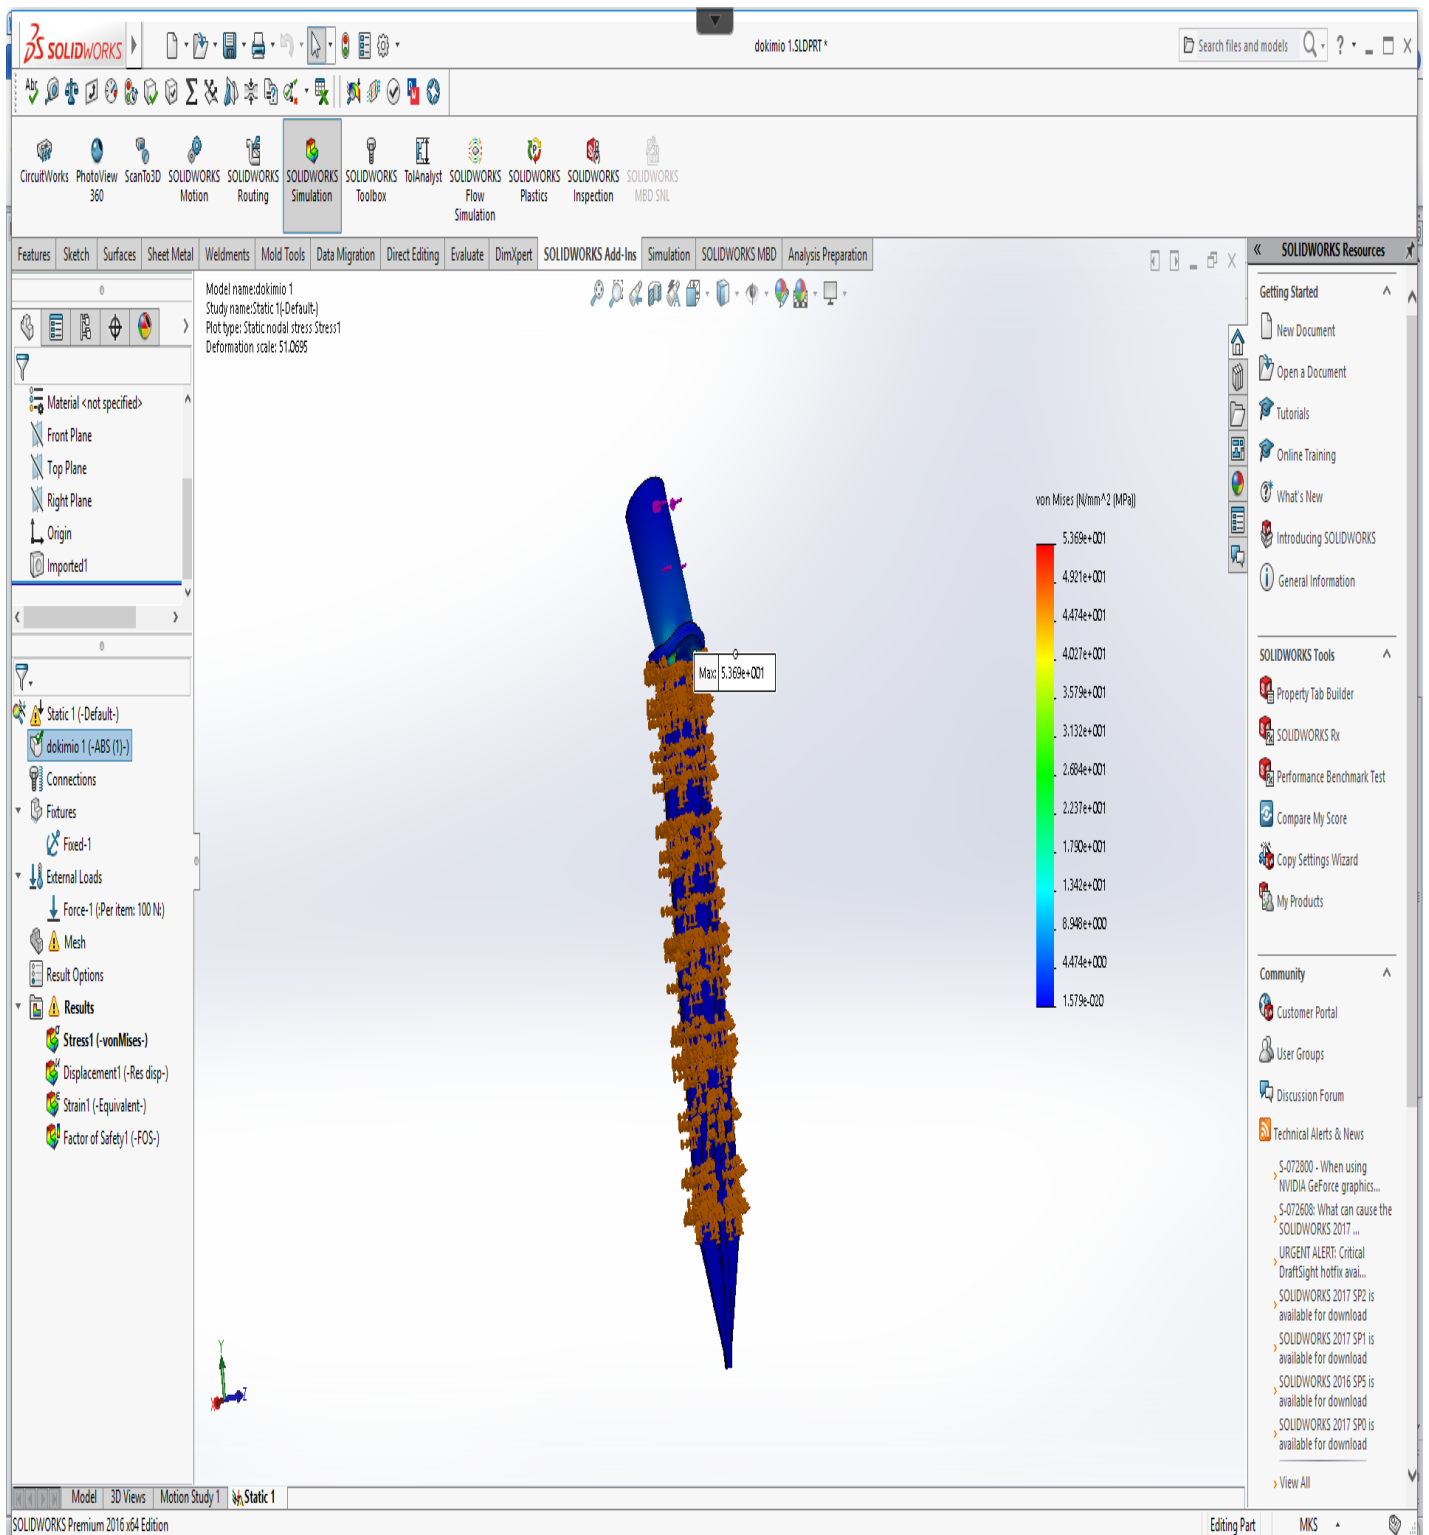 SOLIDWORKS
dokimio 1.SLDPRT *
Search files and models
CircuitWorks
PhotoView 360
ScanTo3D
SOLIDWORKS Motion
SOLIDWORKS Routing
SOLIDWORKS Simulation
SOLIDWORKS Toolbox
TolAnalyst
SOLIDWORKS Flow Simulation
SOLIDWORKS Plastics
SOLIDWORKS Inspection
SOLIDWORKS MBD SNL
Features Sketch Surfaces Sheet Metal Weldments Mold Tools Data Migration Direct Editing Evaluate DimXpert SOLIDWORKS Add-Ins Simulation SOLIDWORKS MBD Analysis Preparation
Model name:dokimio 1
Study name:Static 1(-Default-)
Plot type: Static nodal stress Stress1
Deformation scale: 51.0695
Material <not specified>
Front Plane
Top Plane
Right Plane
Origin
Imported1
Static 1 (-Default-)
dokimio 1 (-ABS (1)-)
Connections
Fixtures
Fixed-1
External Loads
Force-1 (:Per item: 100 N:)
Mesh
Result Options
Results
Stress1 (-vonMises-)
Displacement1 (-Res disp-)
Strain1 (-Equivalent-)
Factor of Safety1 (-FOS-)
Max: 5.369e+001
von Mises (N/mm^2 (MPa))
5.369e+001
4.921e+001
4.474e+001
4.027e+001
3.579e+001
3.132e+001
2.684e+001
2.237e+001
1.790e+001
1.342e+001
8.948e+000
4.474e+000
1.579e-020
Y
Z
SOLIDWORKS Resources
Getting Started
New Document
Open a Document
Tutorials
Online Training
What's New
Introducing SOLIDWORKS
General Information
SOLIDWORKS Tools
Property Tab Builder
SOLIDWORKS Rx
Performance Benchmark Test
Compare My Score
Copy Settings Wizard
My Products
Community
Customer Portal
User Groups
Discussion Forum
Technical Alerts & News
S-072800 - When using
NVIDIA GeForce graphics...
S-072608: What can cause the
SOLIDWORKS 2017 ...
URGENT ALERT: Critical
DraftSight hotfix avai...
SOLIDWORKS 2017 SP2 is
available for download
SOLIDWORKS 2017 SP1 is
available for download
SOLIDWORKS 2016 SP5 is
available for download
SOLIDWORKS 2017 SP0 is
available for download
View All
Model 3D Views Motion Study 1 Static 1
SOLIDWORKS Premium 2016 x64 Edition
Editing Part
MKS